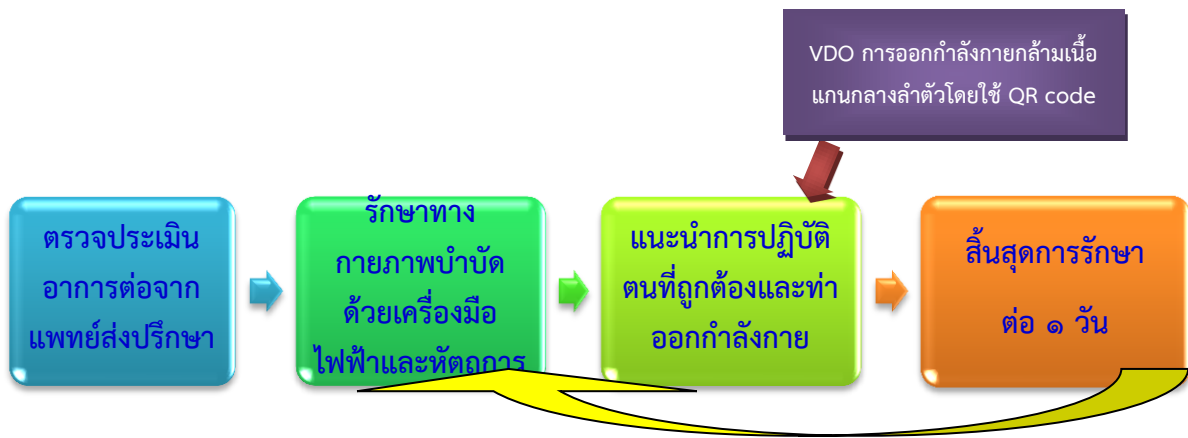 VDO การออกกำลังกายกล้ามเนื้อ
แกนกลางลำตัวโดยใช้ QR code
ตรวจประเมิน
อาการต่อจาก
แพทย์ส่งปรึกษา
รักษาทาง
กายภาพบำบัด
ด้วยเครื่องมือ
ไฟฟ้าและหัตถการ
แนะนำการปฏิบัติ
ตนที่ถูกต้องและท่า
ออกกำลังกาย
สิ้นสุดการรักษา
ต่อ ๑ วัน